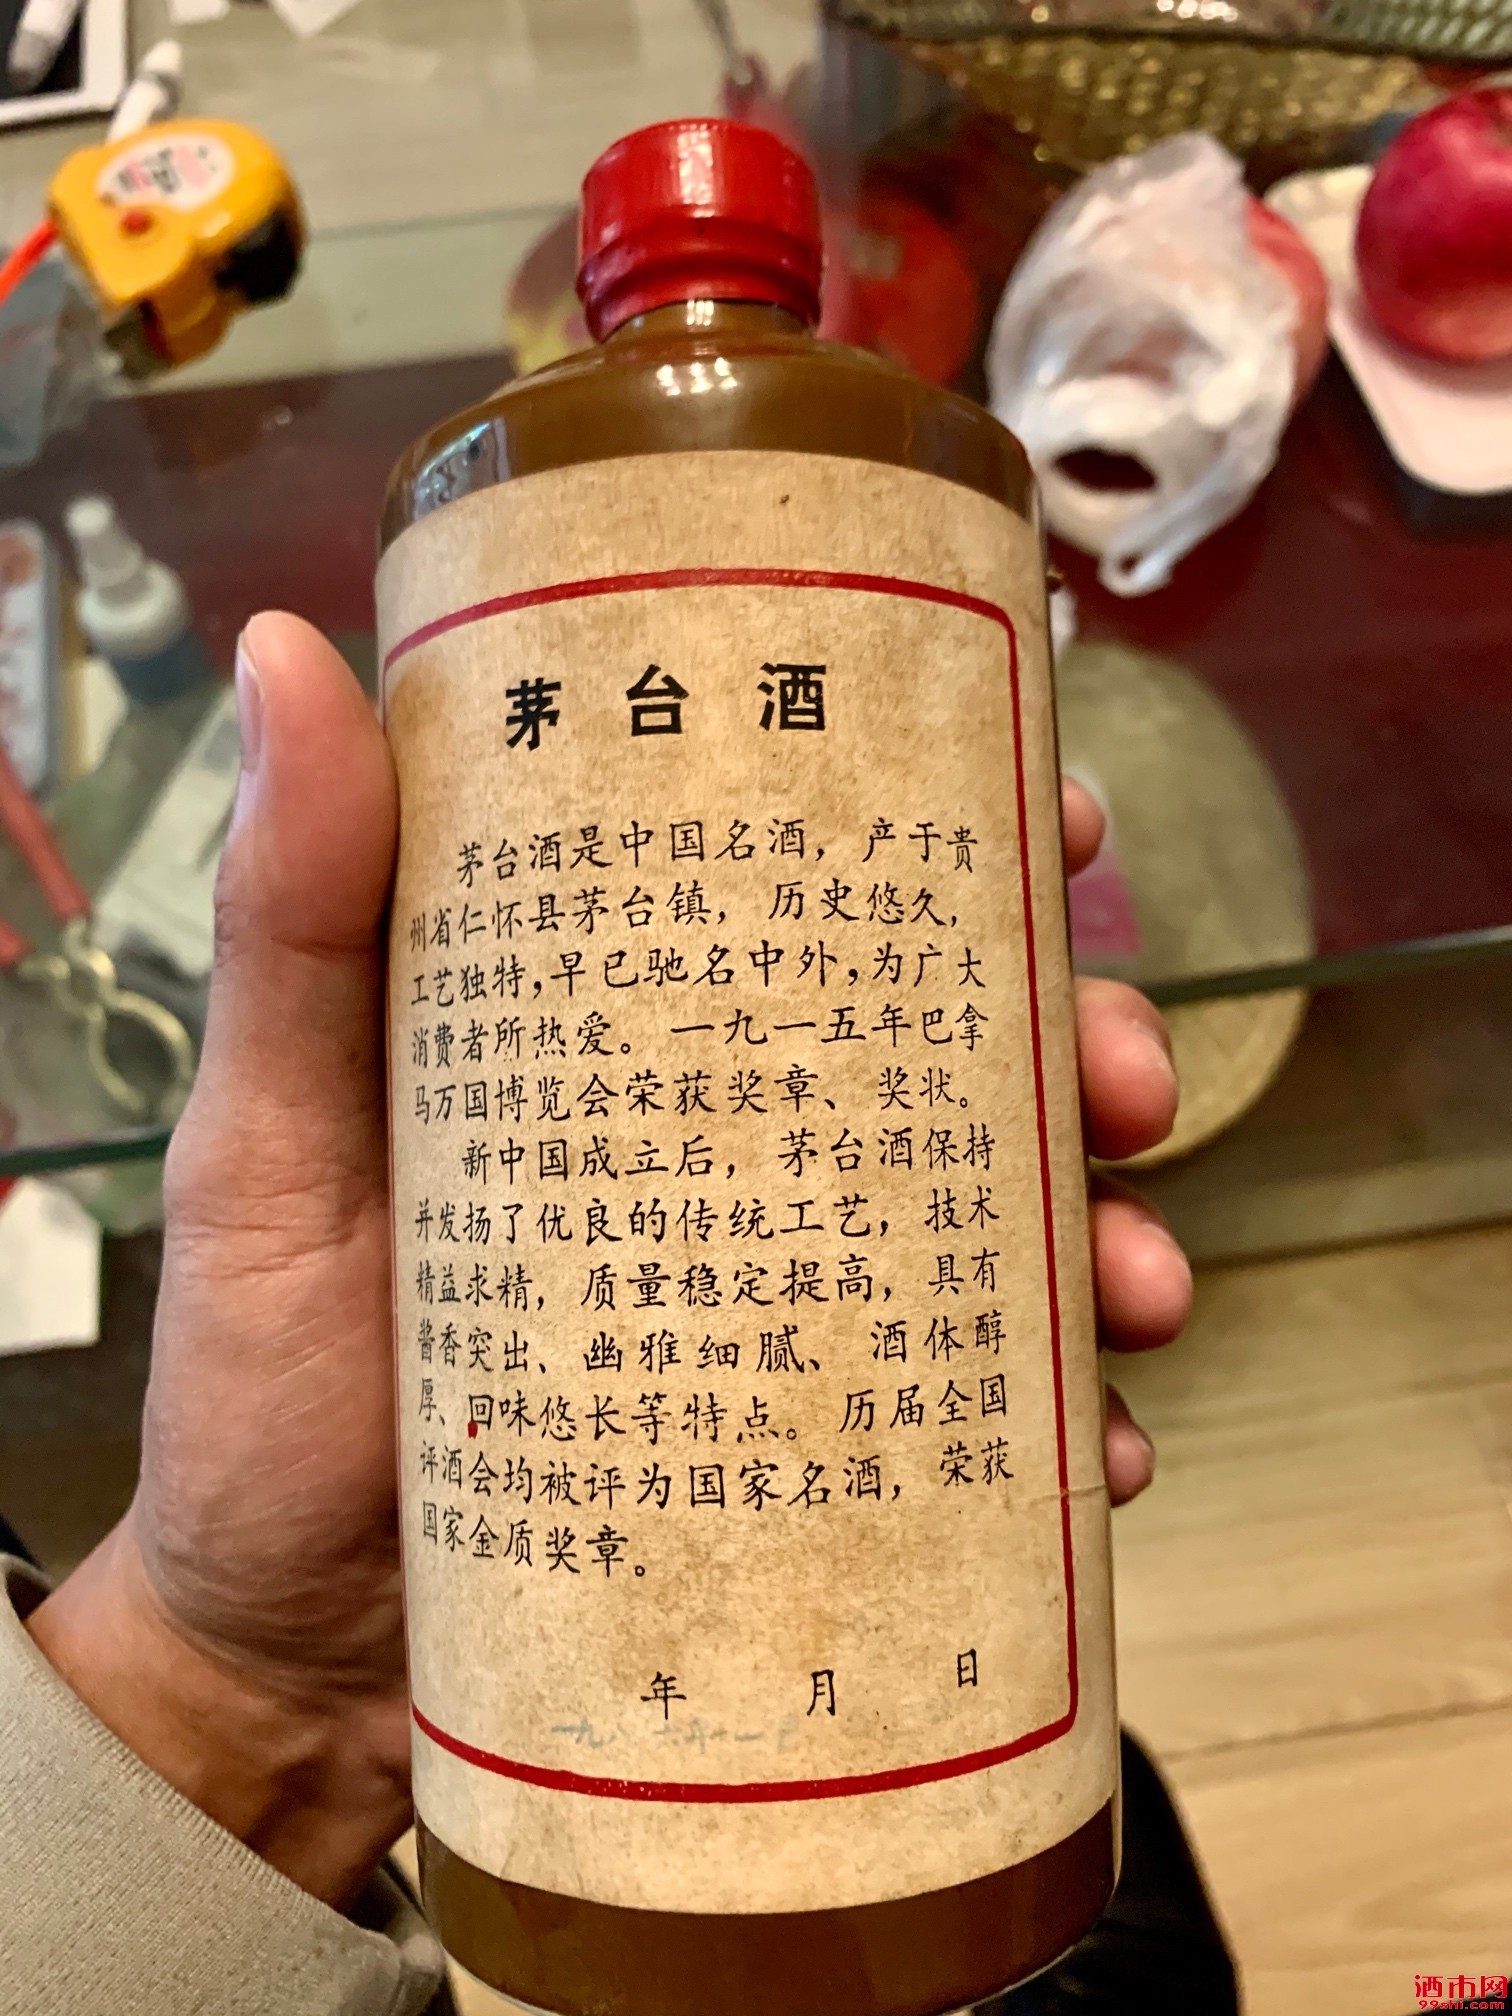 茅台酒
茅台酒是中国名酒，产于贵
州省仁怀县茅台镇，历史悠久，
工艺独特，早已驰名中外，为广大
消费者所热爱。一九一五年巴拿
马万国博览会荣获奖章、奖状。
新中国成立后，茅台酒保持
并发扬了优良的传统工艺，技术
精益求精，质量稳定提高，具有
酱香突出、幽雅细腻、酒体醇
厚、回味悠长等特点。历届全国
评酒会均被评为国家名酒，荣获
国家金质奖章。
年 月 日
酒市网
99shi.com